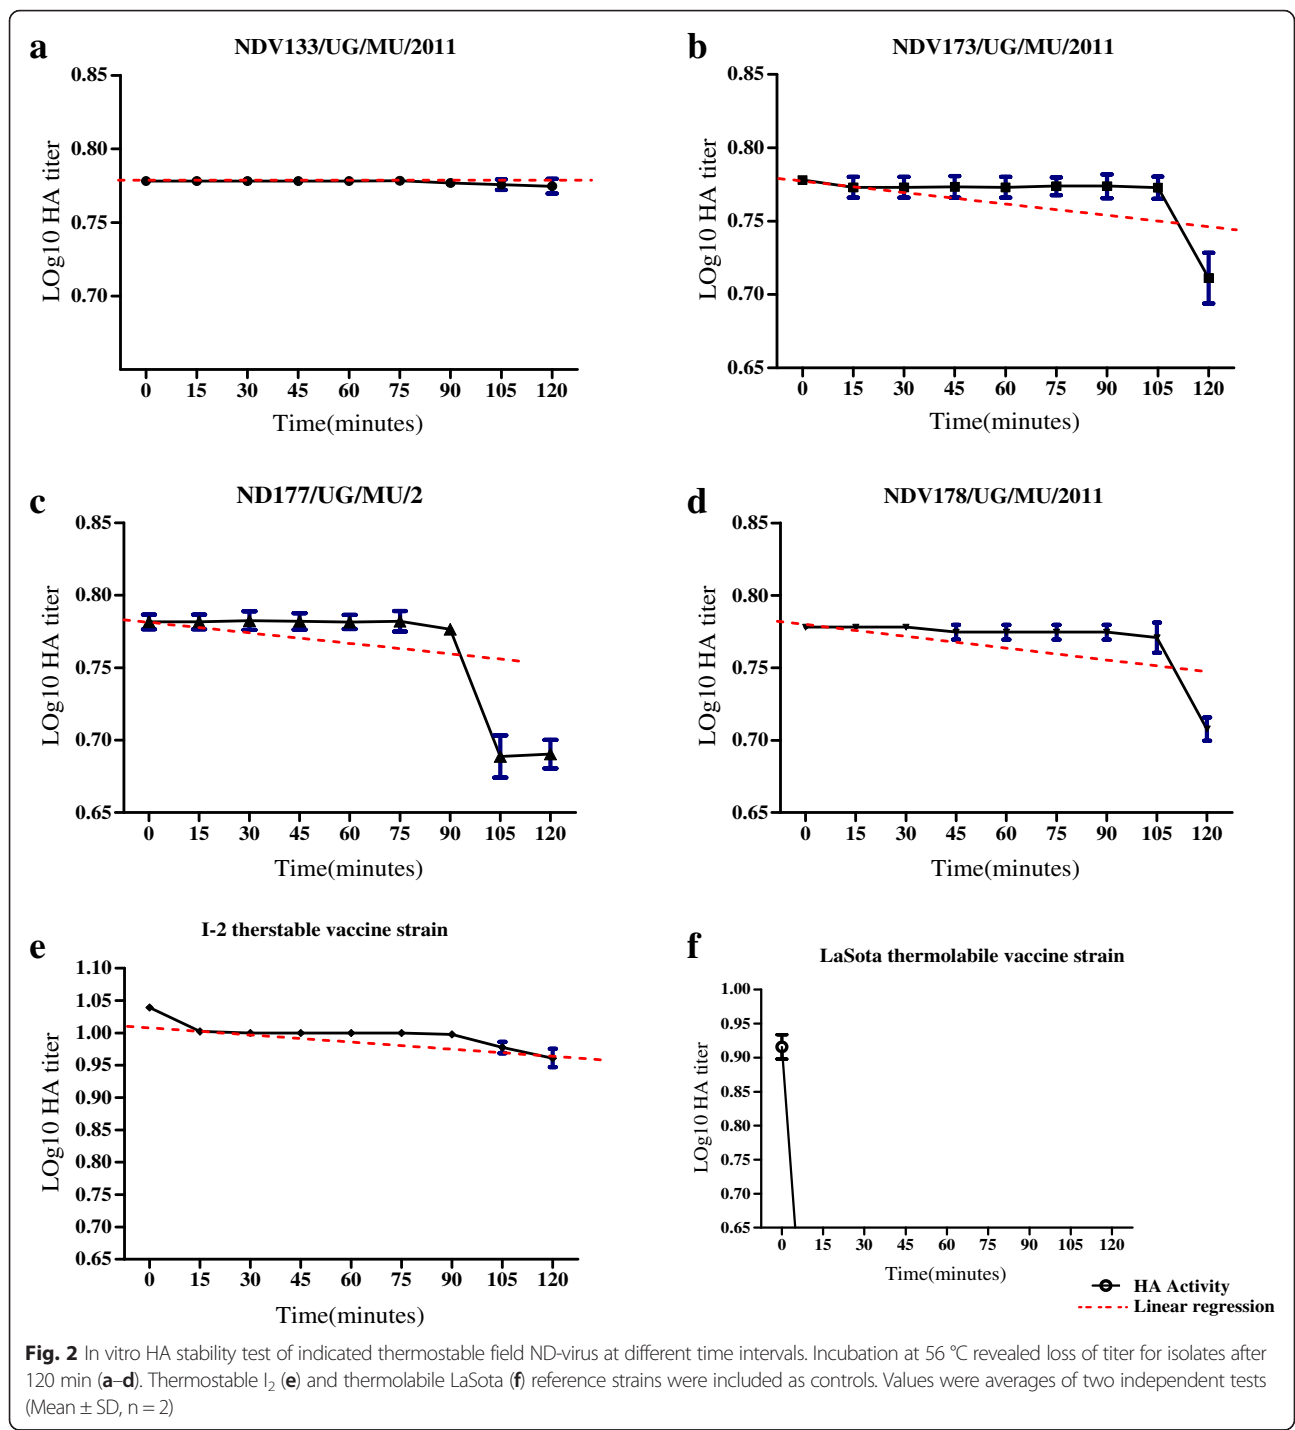 a
NDV133/UG/MU/2011
0.85
0.80
0.75
0.70
LOg10 HA titer
0 15 30 45 60 75 90 105 120
Time(minutes)
b
NDV173/UG/MU/2011
0.85
0.80
0.75
0.70
0.65
LOg10 HA titer
0 15 30 45 60 75 90 105 120
Time(minutes)
c
ND177/UG/MU/2
0.85
0.80
0.75
0.70
0.65
LOg10 HA titer
0 15 30 45 60 75 90 105 120
Time(minutes)
d
NDV178/UG/MU/2011
0.85
0.80
0.75
0.70
0.65
LOg10 HA titer
0 15 30 45 60 75 90 105 120
Time(minutes)
e
I-2 therstable vaccine strain
1.10
1.05
1.00
0.95
0.90
0.85
0.80
0.75
0.70
0.65
LOg10 HA titer
0 15 30 45 60 75 90 105 120
Time(minutes)
f
LaSota thermolabile vaccine strain
1.00
0.95
0.90
0.85
0.80
0.75
0.70
0.65
LOg10 HA titer
0 15 30 45 60 75 90 105 120
Time(minutes)
HA Activity
Linear regression
Fig. 2 In vitro HA stability test of indicated thermostable field ND-virus at different time intervals. Incubation at 56 °C revealed loss of titer for isolates after
120 min (a–d). Thermostable I₂ (e) and thermolabile LaSota (f) reference strains were included as controls. Values were averages of two independent tests
(Mean ± SD, n = 2)